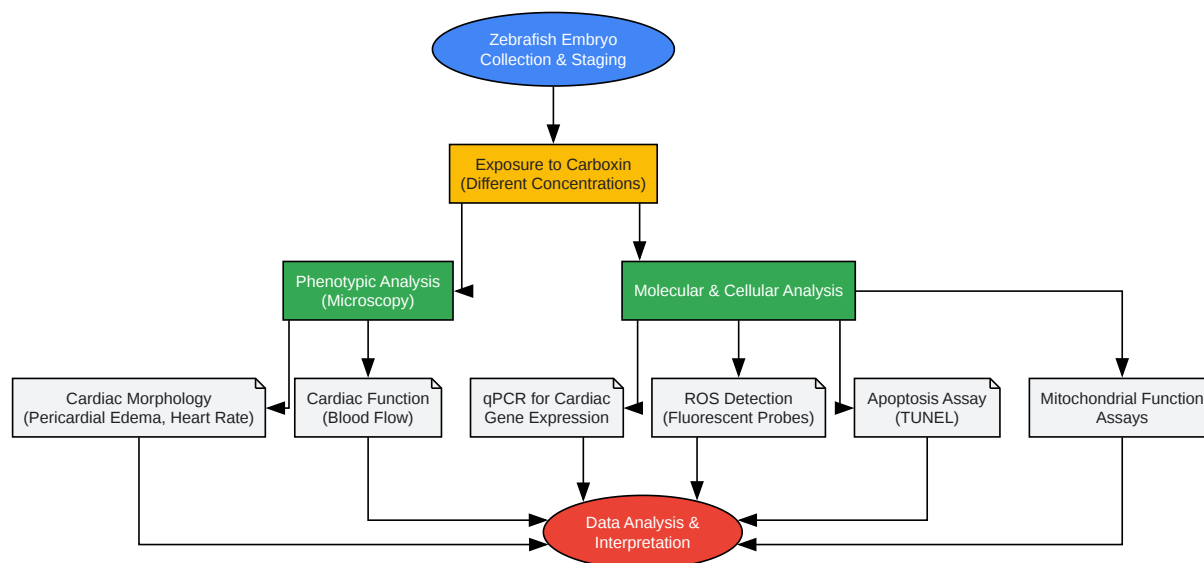 Zebrafish Embryo
Collection & Staging
Exposure to Carboxin
(Different Concentrations)
Phenotypic Analysis
(Microscopy)
Molecular & Cellular Analysis
Cardiac Morphology
(Pericardial Edema, Heart Rate)
Cardiac Function
(Blood Flow)
qPCR for Cardiac
Gene Expression
ROS Detection
(Fluorescent Probes)
Apoptosis Assay
(TUNEL)
Mitochondrial Function
Assays
Data Analysis &
Interpretation